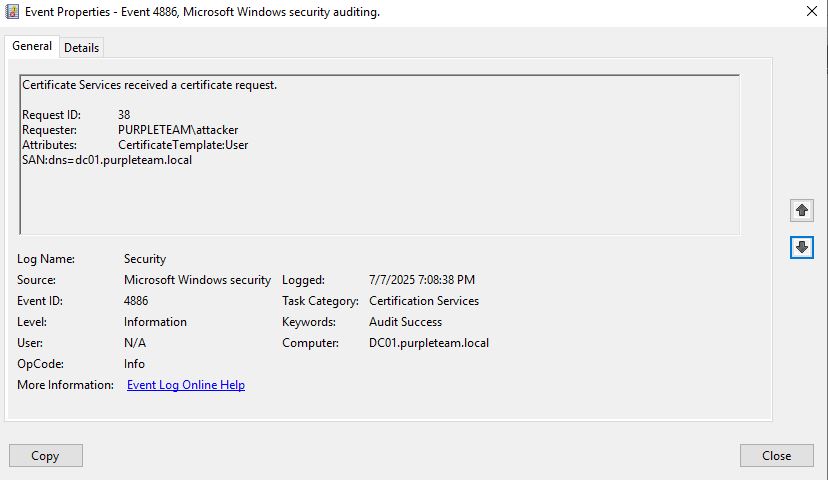 Event Properties - Event 4886, Microsoft Windows security auditing.
General Details
Certificate Services received a certificate request.
Request ID: 38
Requester: PURPLETEAM\attacker
Attributes: CertificateTemplate:User
SAN:dns=dc01.purpleteam.local
Log Name: Security
Source: Microsoft Windows security Logged: 7/7/2025 7:08:38 PM
Event ID: 4886 Task Category: Certification Services
Level: Information Keywords: Audit Success
User: N/A Computer: DC01.purpleteam.local
OpCode: Info
More Information: Event Log Online Help
Copy Close